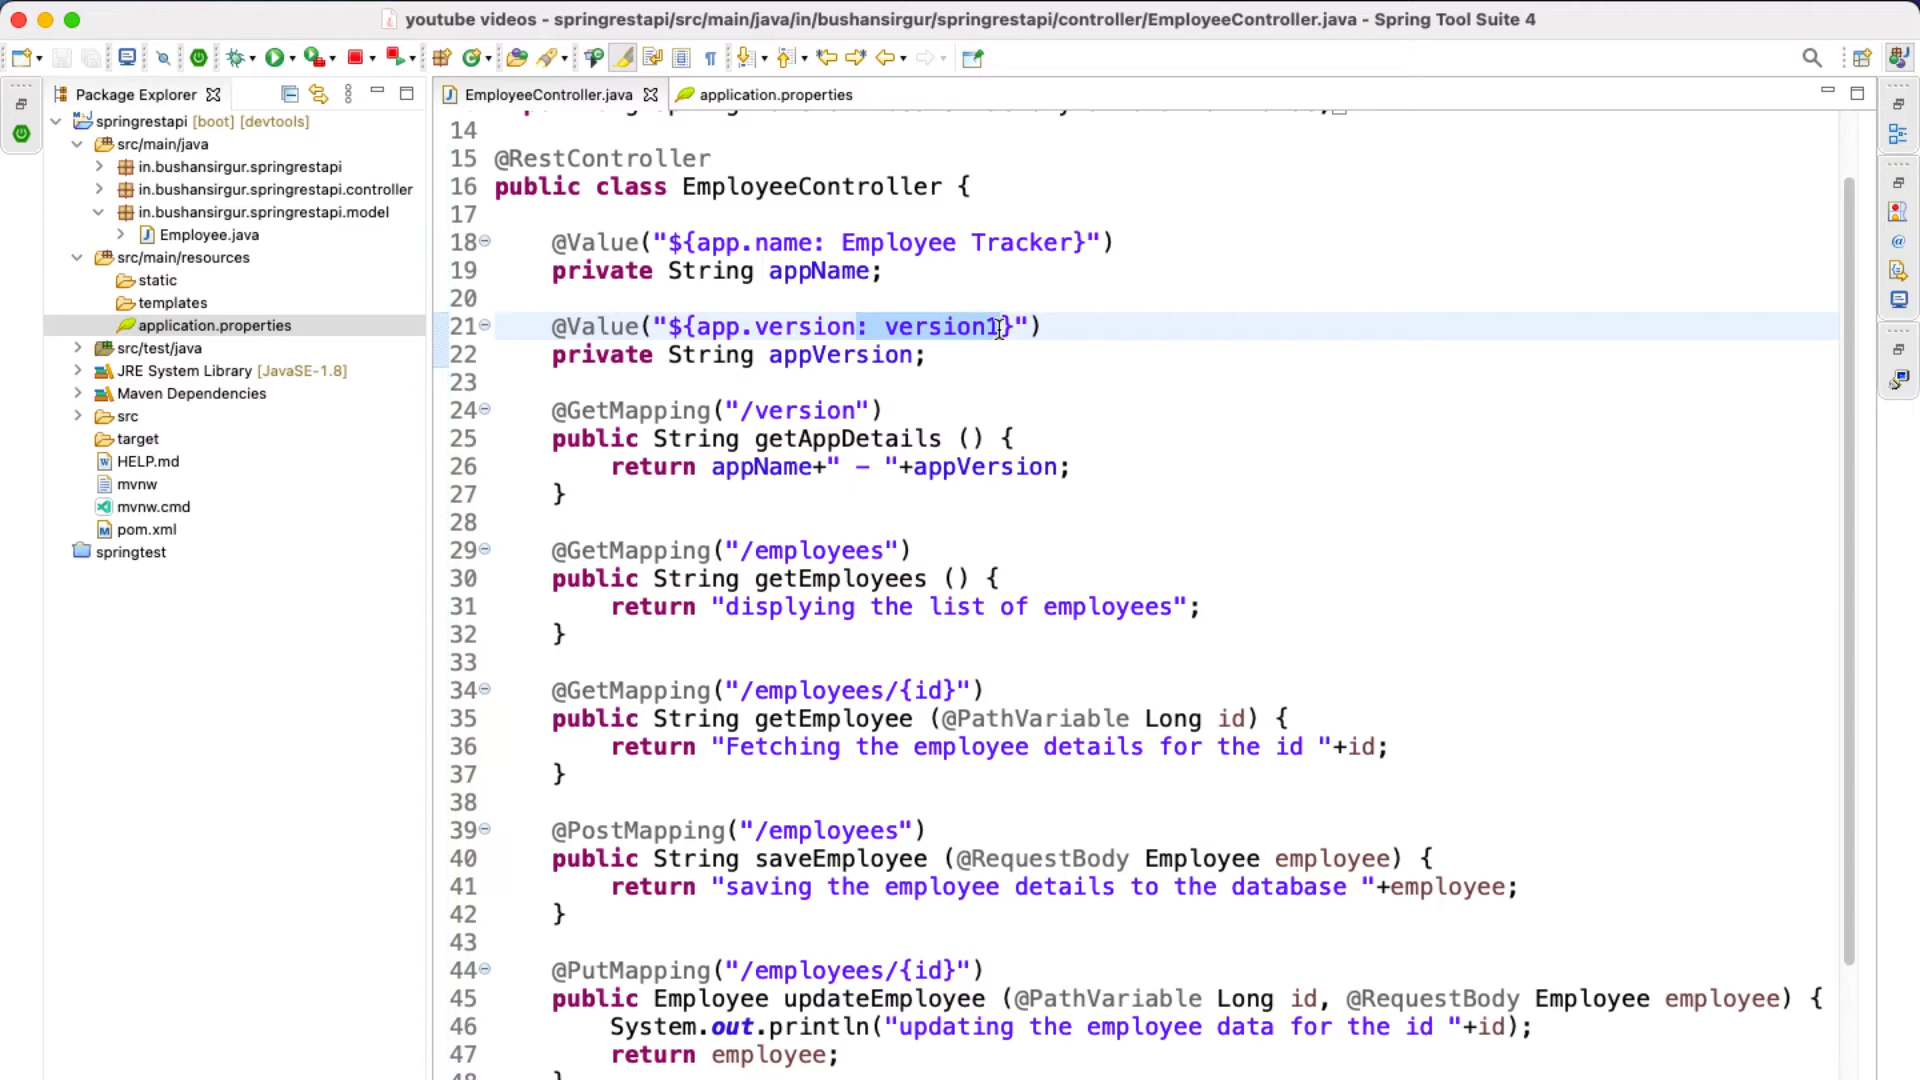 youtube videos - springrestapi/src/main/java/in/bushansirgur/springrestapi/controller/EmployeeController.java - Spring Tool Suite 4
Package Explorer
springrestapi [boot] [devtools]
src/main/java
in.bushansirgur.springrestapi
in.bushansirgur.springrestapi.controller
in.bushansirgur.springrestapi.model
Employee.java
src/main/resources
static
templates
application.properties
src/test/java
JRE System Library [JavaSE-1.8]
Maven Dependencies
src
target
HELP.md
mvnw
mvnw.cmd
pom.xml
springtest
EmployeeController.java
application.properties
14
15 @RestController
16 public class EmployeeController {
17
18 @Value("${app.name: Employee Tracker}")
19 private String appName;
20
21 @Value("${app.version: version1}")
22 private String appVersion;
23
24 @GetMapping("/version")
25 public String getAppDetails () {
26 return appName+" - "+appVersion;
27 }
28
29 @GetMapping("/employees")
30 public String getEmployees () {
31 return "displying the list of employees";
32 }
33
34 @GetMapping("/employees/{id}")
35 public String getEmployee (@PathVariable Long id) {
36 return "Fetching the employee details for the id "+id;
37 }
38
39 @PostMapping("/employees")
40 public String saveEmployee (@RequestBody Employee employee) {
41 return "saving the employee details to the database "+employee;
42 }
43
44 @PutMapping("/employees/{id}")
45 public Employee updateEmployee (@PathVariable Long id, @RequestBody Employee employee) {
46 System.out.println("updating the employee data for the id "+id);
47 return employee;